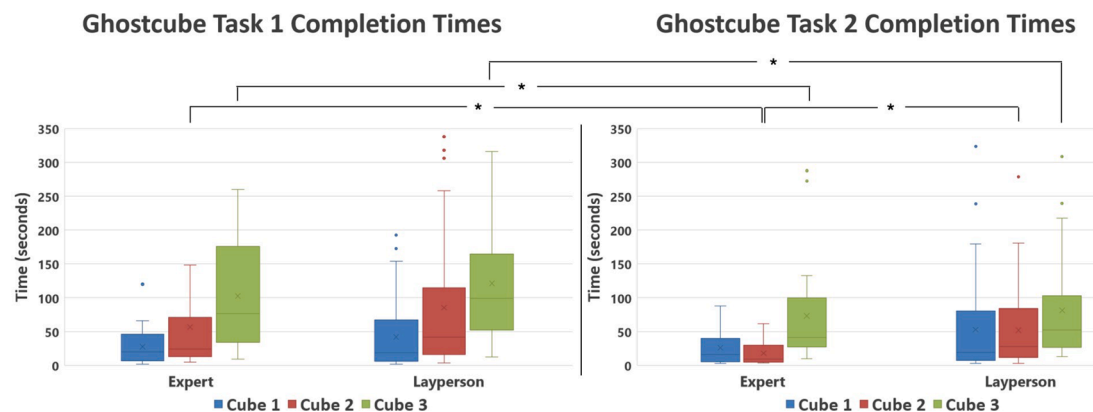 Ghostcube Task 1 Completion Times
Ghostcube Task 2 Completion Times
*
*
*
*
Time (seconds)
350
300
250
200
150
100
50
0
Expert
Layperson
Cube 1
Cube 2
Cube 3
Time (seconds)
350
300
250
200
150
100
50
0
Expert
Layperson
Cube 1
Cube 2
Cube 3